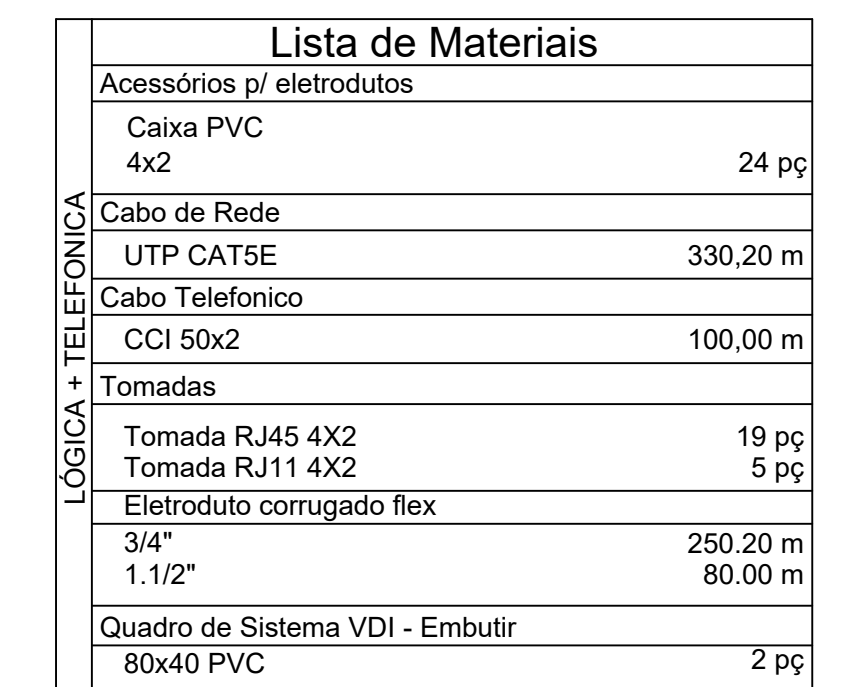 LÓGICA + TELEFONICA
Lista de Materiais
Acessórios p/ eletrodutos
Caixa PVC
4x2 24 pç
Cabo de Rede
UTP CAT5E 330,20 m
Cabo Telefonico
CCI 50x2 100,00 m
Tomadas
Tomada RJ45 4X2 19 pç
Tomada RJ11 4X2 5 pç
Eletroduto corrugado flex
3/4" 250.20 m
1.1/2" 80.00 m
Quadro de Sistema VDI - Embutir
80x40 PVC 2 pç